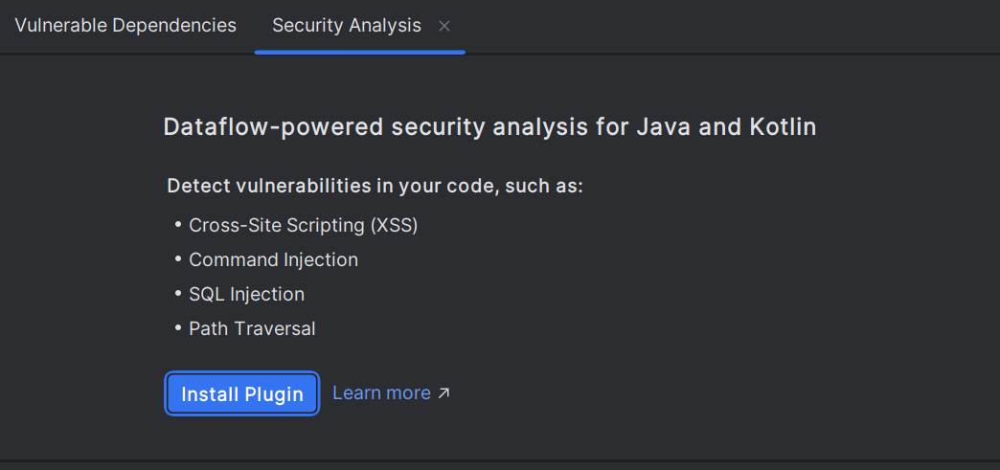 Vulnerable Dependencies Security Analysis
Dataflow-powered security analysis for Java and Kotlin
Detect vulnerabilities in your code, such as:
• Cross-Site Scripting (XSS)
• Command Injection
• SQL Injection
• Path Traversal
Install Plugin Learn more ↗